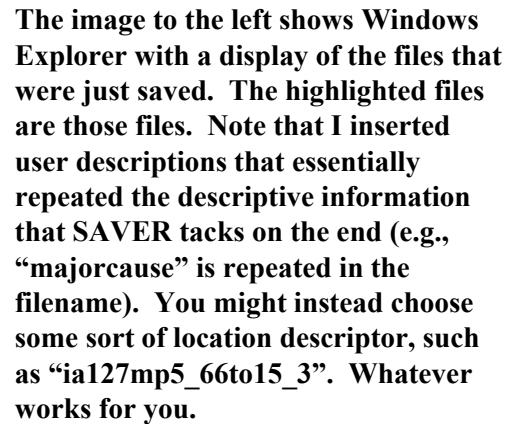 The image to the left shows Windows
Explorer with a display of the files that
were just saved.  The highlighted files
are those files.  Note that I inserted
user descriptions that essentially
repeated the descriptive information
that SAVER tacks on the end (e.g.,
“majorcause” is repeated in the
filename).  You might instead choose
some sort of location descriptor, such
as “ia127mp5_66to15_3”.  Whatever
works for you.